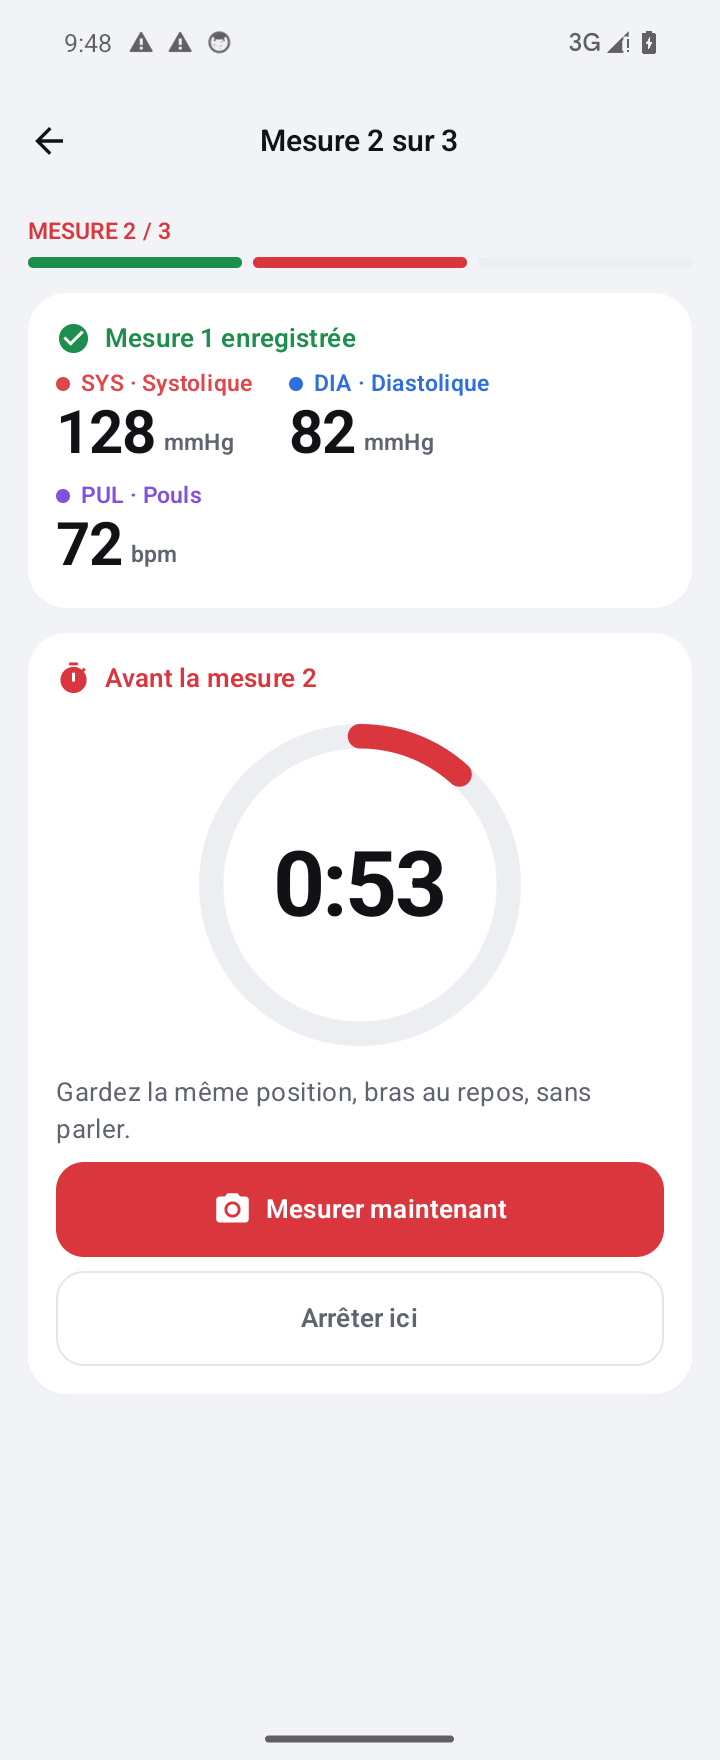 9:48
3G
Mesure 2 sur 3
MESURE 2 / 3
Mesure 1 enregistrée
SYS · Systolique
DIA · Diastolique
128 mmHg
82 mmHg
PUL · Pouls
72 bpm
Avant la mesure 2
0:53
Gardez la même position, bras au repos, sans
parler.
Mesurer maintenant
Arrêter ici